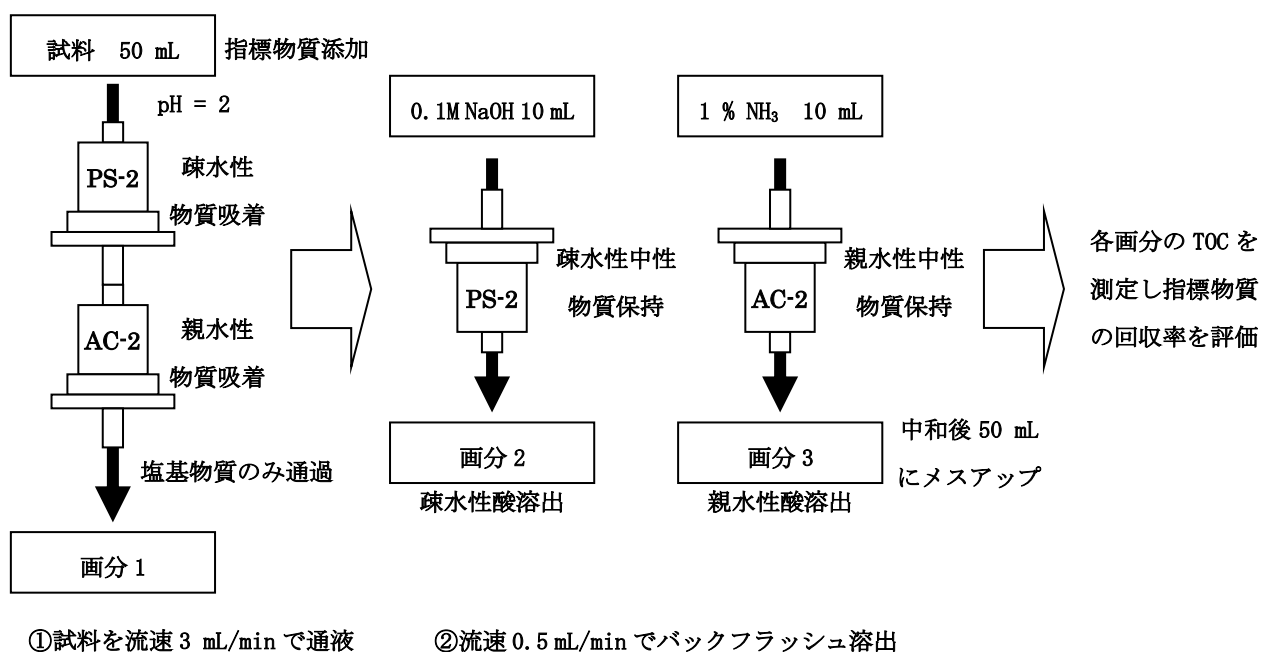 試料 50 mL
指標物質添加
pH = 2
PS-2
疎水性
物質吸着
AC-2
親水性
物質吸着
塩基物質のみ通過
画分1
0.1M NaOH 10 mL
PS-2
疎水性中性
物質保持
画分2
疎水性酸溶出
1 % NH₃ 10 mL
AC-2
親水性中性
物質保持
画分3
親水性酸溶出
中和後 50 mL
にメスアップ
各画分の TOC を
測定し指標物質
の回収率を評価
①試料を流速 3 mL/min で通液
②流速 0.5 mL/min でバックフラッシュ溶出